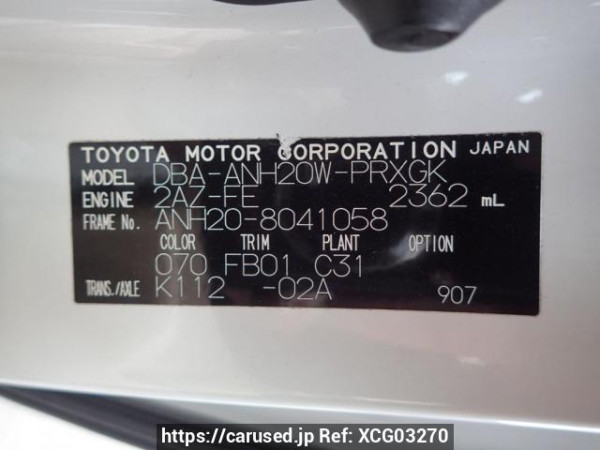 TOYOTA MOTOR CORPORATION JAPAN
MODEL DBA-ANH20W-PRXGK
ENGINE 2AZ-FE 2362 mL
FRAME No. ANH20-8041058
COLOR TRIM PLANT OPTION
070 FB01 C31
TRANS./AXLE K112 -02A 907
https://carused.jp Ref: XCG03270